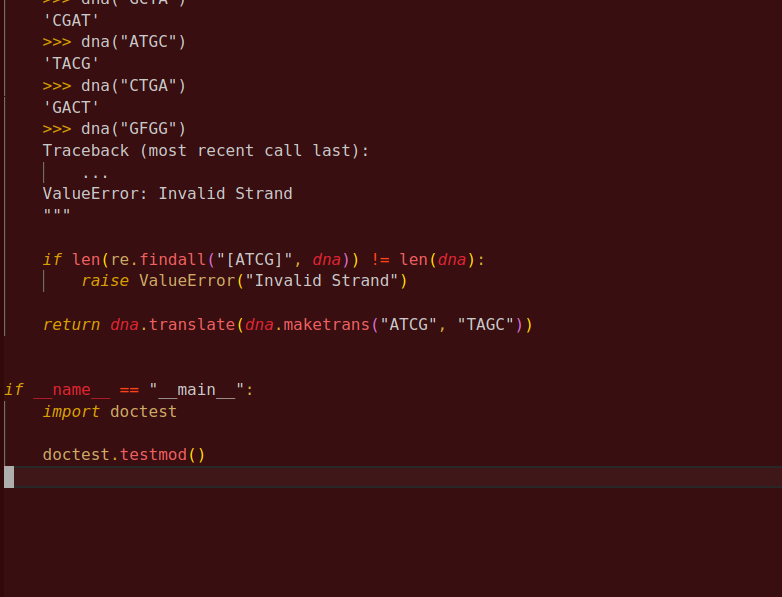 >>> dna("GCTA")
'CGAT'
>>> dna("ATGC")
'TACG'
>>> dna("CTGA")
'GACT'
>>> dna("GFGG")
Traceback (most recent call last):
...
ValueError: Invalid Strand
"""
if len(re.findall("[ATCG]", dna)) != len(dna):
raise ValueError("Invalid Strand")
return dna.translate(dna.maketrans("ATCG", "TAGC"))
if __name__ == "__main__":
import doctest
doctest.testmod()